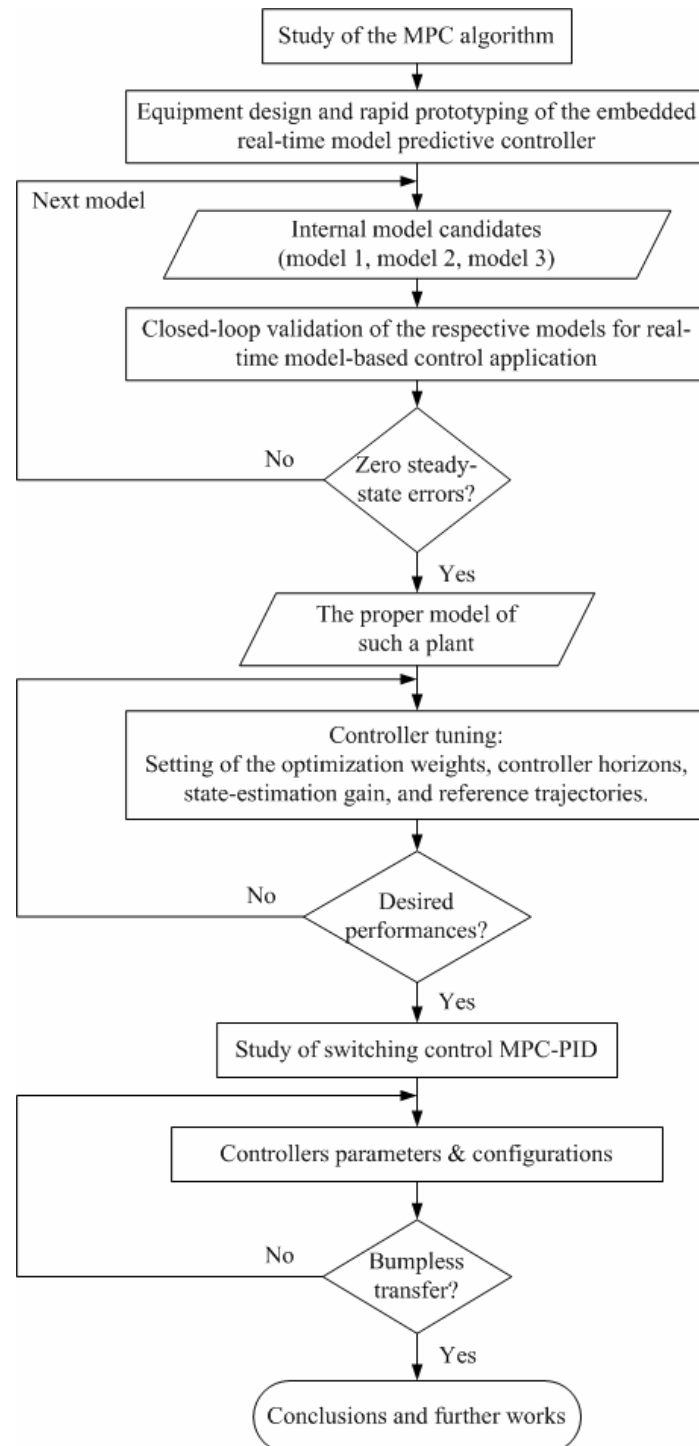 Study of the MPC algorithm
Equipment design and rapid prototyping of the embedded
real-time model predictive controller
Next model
Internal model candidates
(model 1, model 2, model 3)
Closed-loop validation of the respective models for real-
time model-based control application
No
Zero steady-
state errors?
Yes
The proper model of
such a plant
Controller tuning:
Setting of the optimization weights, controller horizons,
state-estimation gain, and reference trajectories.
No
Desired
performances?
Yes
Study of switching control MPC-PID
Controllers parameters & configurations
No
Bumpless
transfer?
Yes
Conclusions and further works